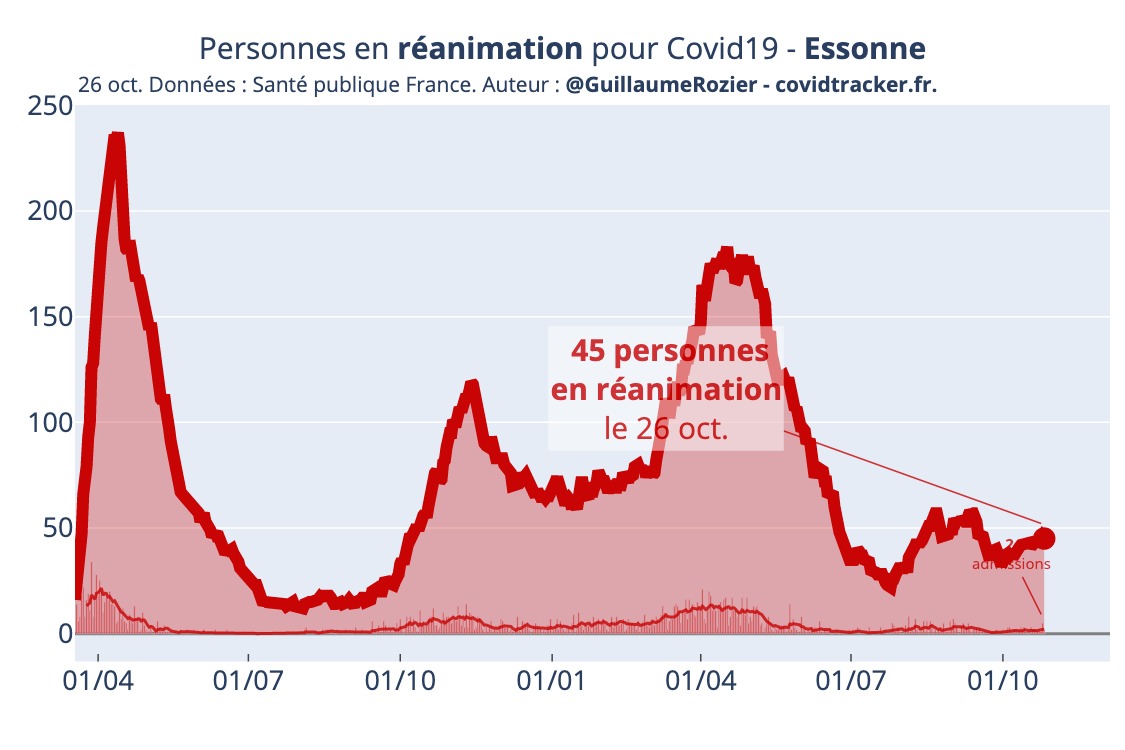 Personnes en réanimation pour Covid19 - Essonne
26 oct. Données : Santé publique France. Auteur : @GuillaumeRozier - covidtracker.fr.
250
200
150
100
50
0
45 personnes
en réanimation
le 26 oct.
admissions
01/04
01/07
01/10
01/01
01/04
01/07
01/10